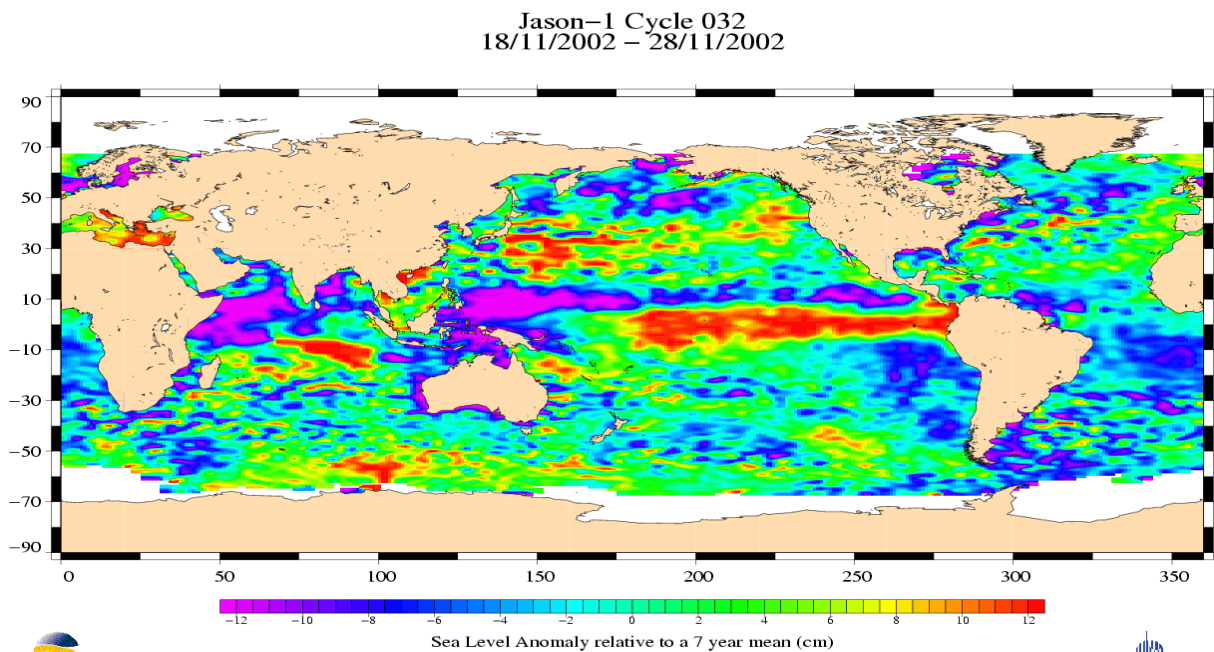 Jason−1 Cycle 032
18/11/2002 − 28/11/2002
90
70
50
30
10
−10
−30
−50
−70
−90
0 50 100 150 200 250 300 350
−12 −10 −8 −6 −4 −2 0 2 4 6 8 10 12
Sea Level Anomaly relative to a 7 year mean (cm)